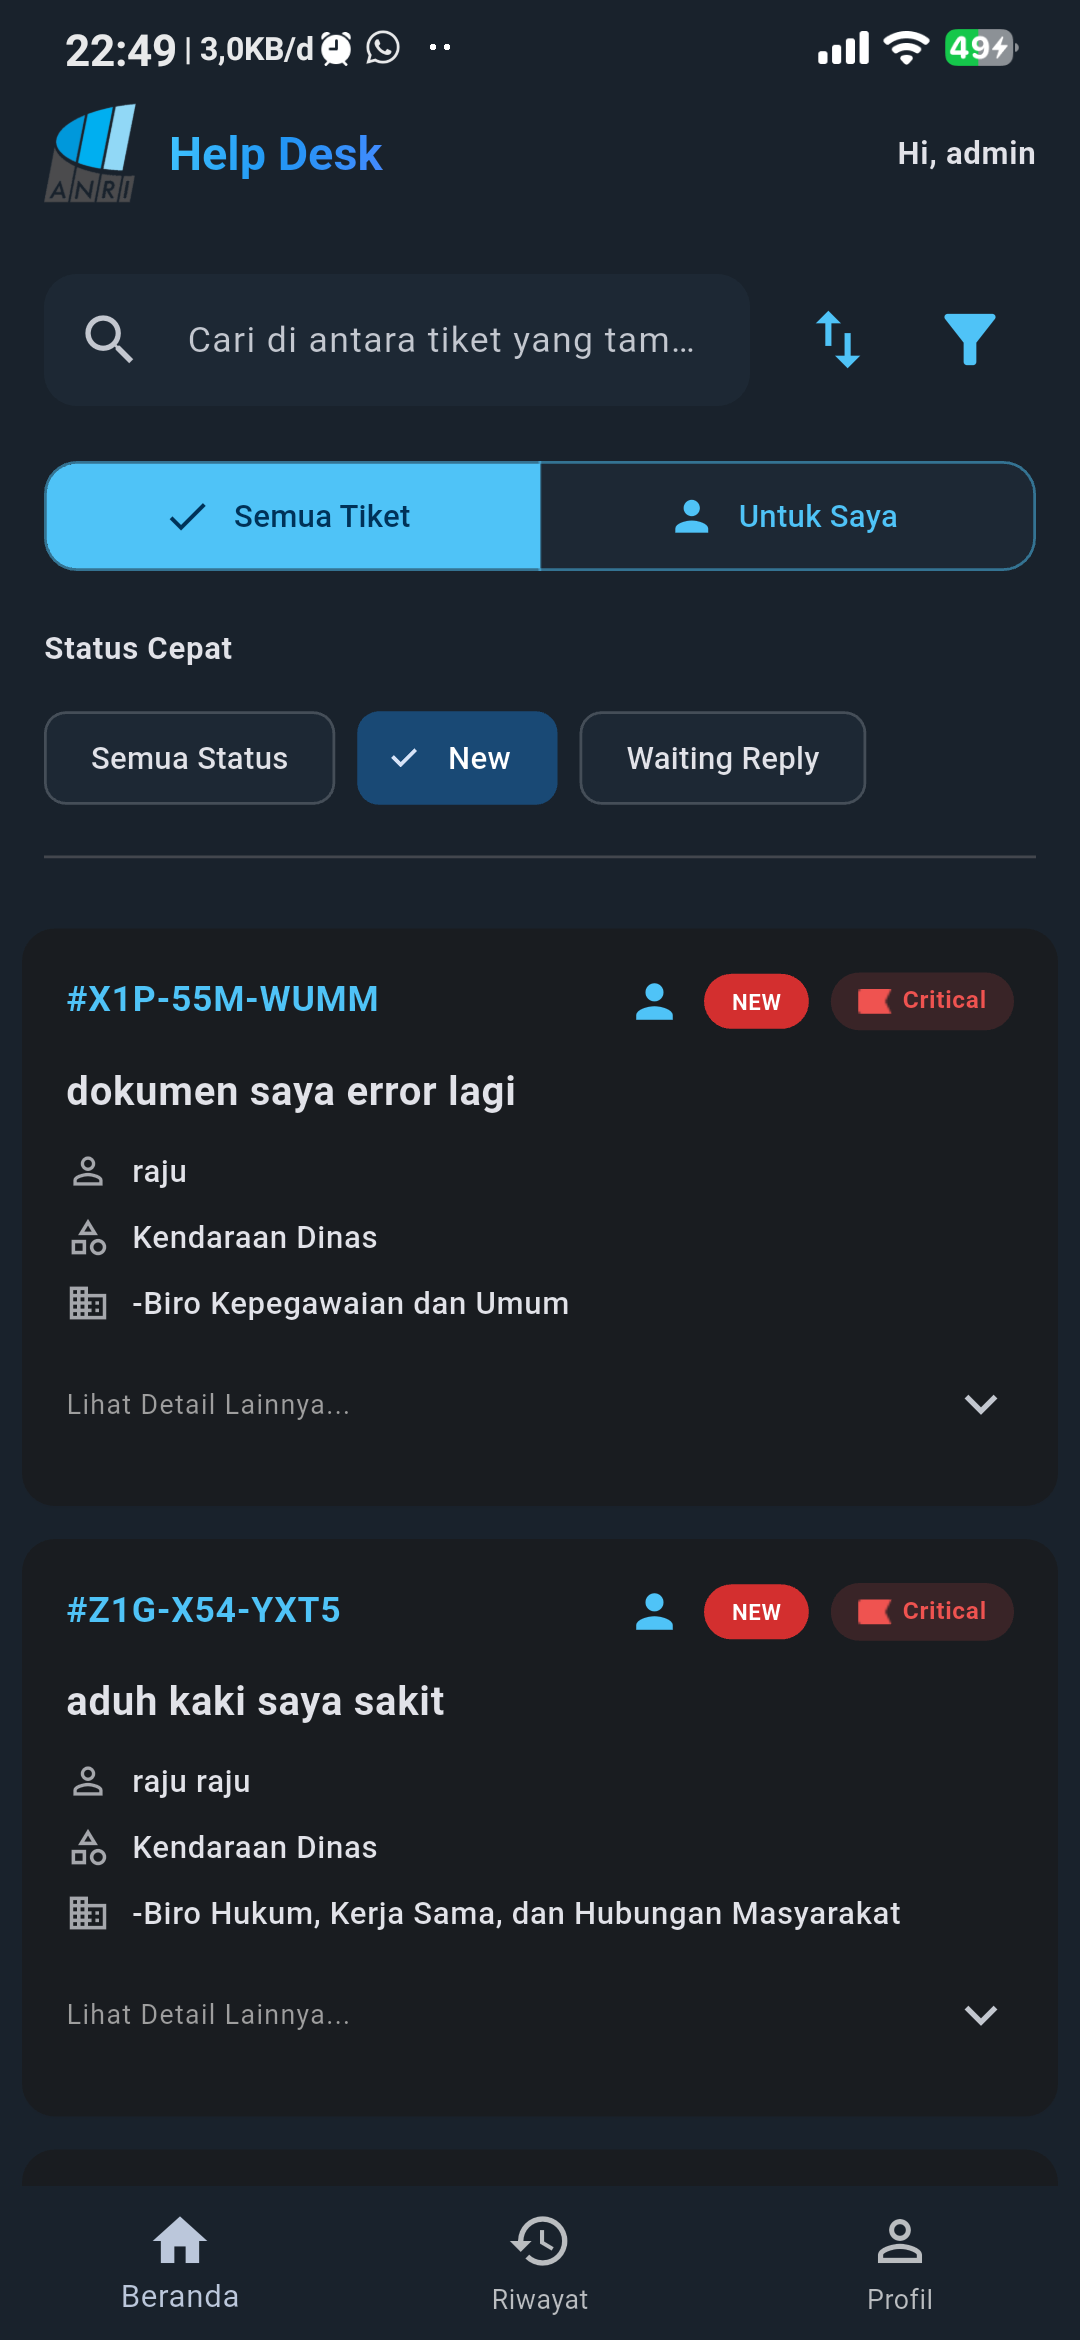 22:49 | 3,0KB/d
49
ANRI
Help Desk
Hi, admin
Cari di antara tiket yang tam...
Semua Tiket
Untuk Saya
Status Cepat
Semua Status
New
Waiting Reply
#X1P-55M-WUMM
NEW
Critical
dokumen saya error lagi
raju
Kendaraan Dinas
-Biro Kepegawaian dan Umum
Lihat Detail Lainnya...
#Z1G-X54-YXT5
NEW
Critical
aduh kaki saya sakit
raju raju
Kendaraan Dinas
-Biro Hukum, Kerja Sama, dan Hubungan Masyarakat
Lihat Detail Lainnya...
Beranda
Riwayat
Profil